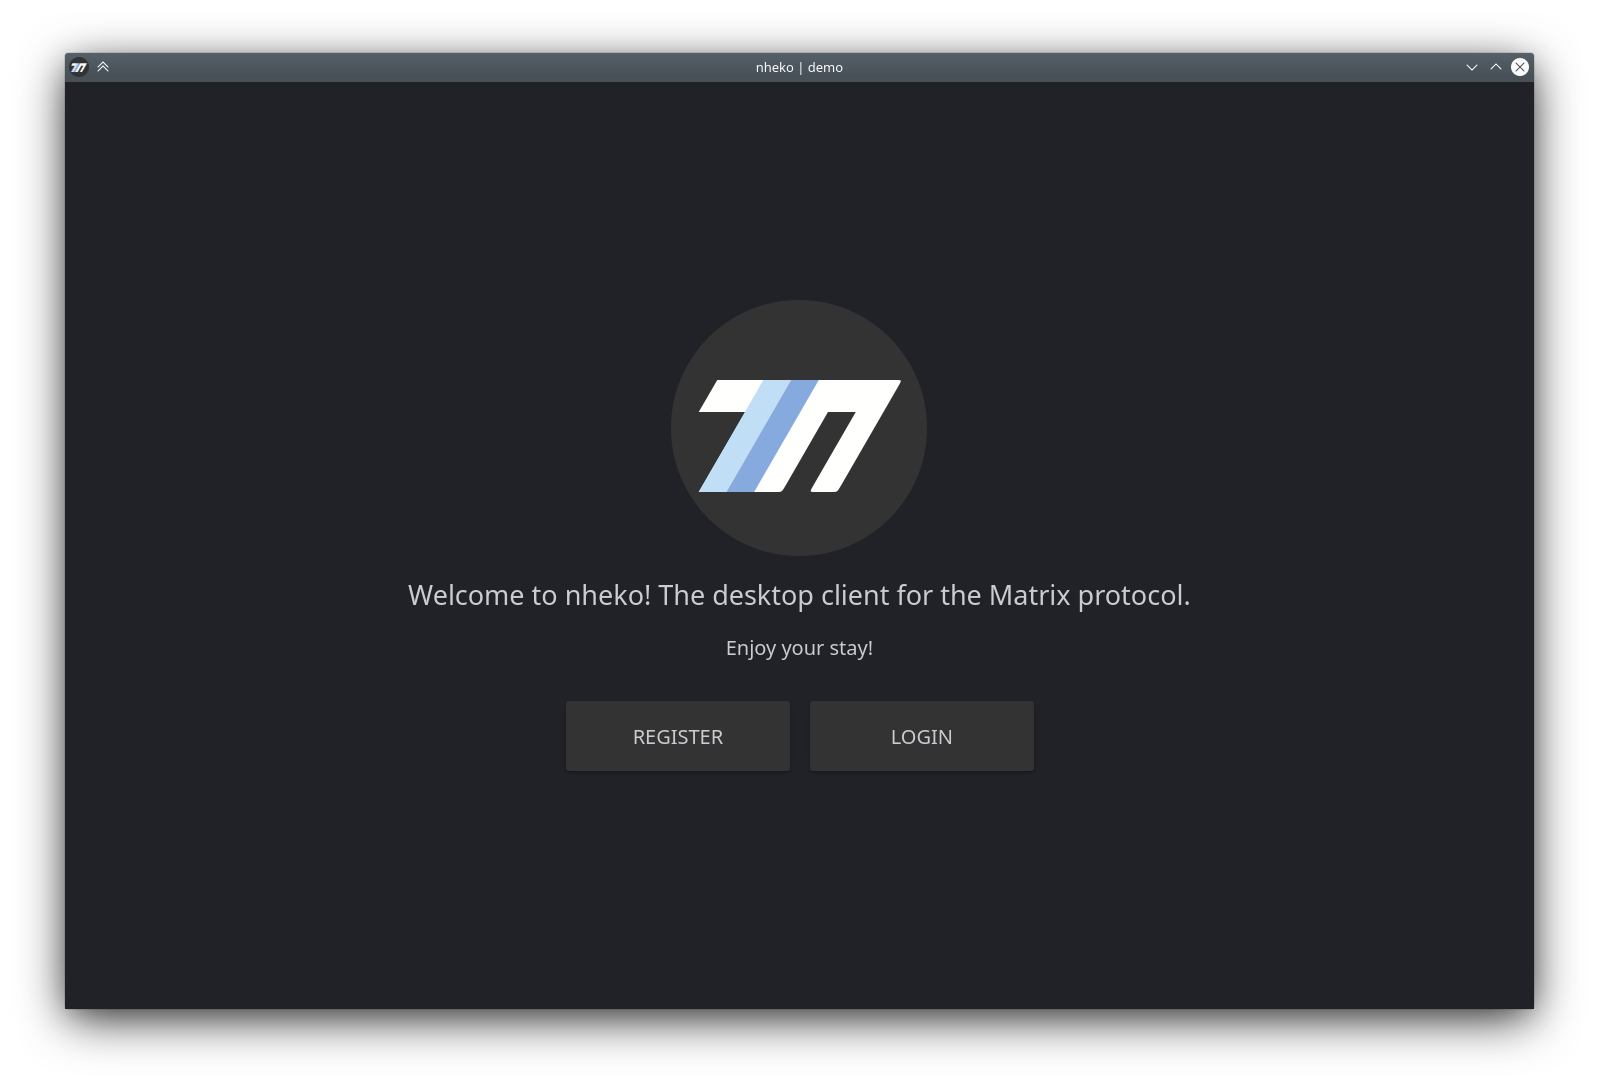 nheko | demo
Welcome to nheko! The desktop client for the Matrix protocol.
Enjoy your stay!
REGISTER
LOGIN